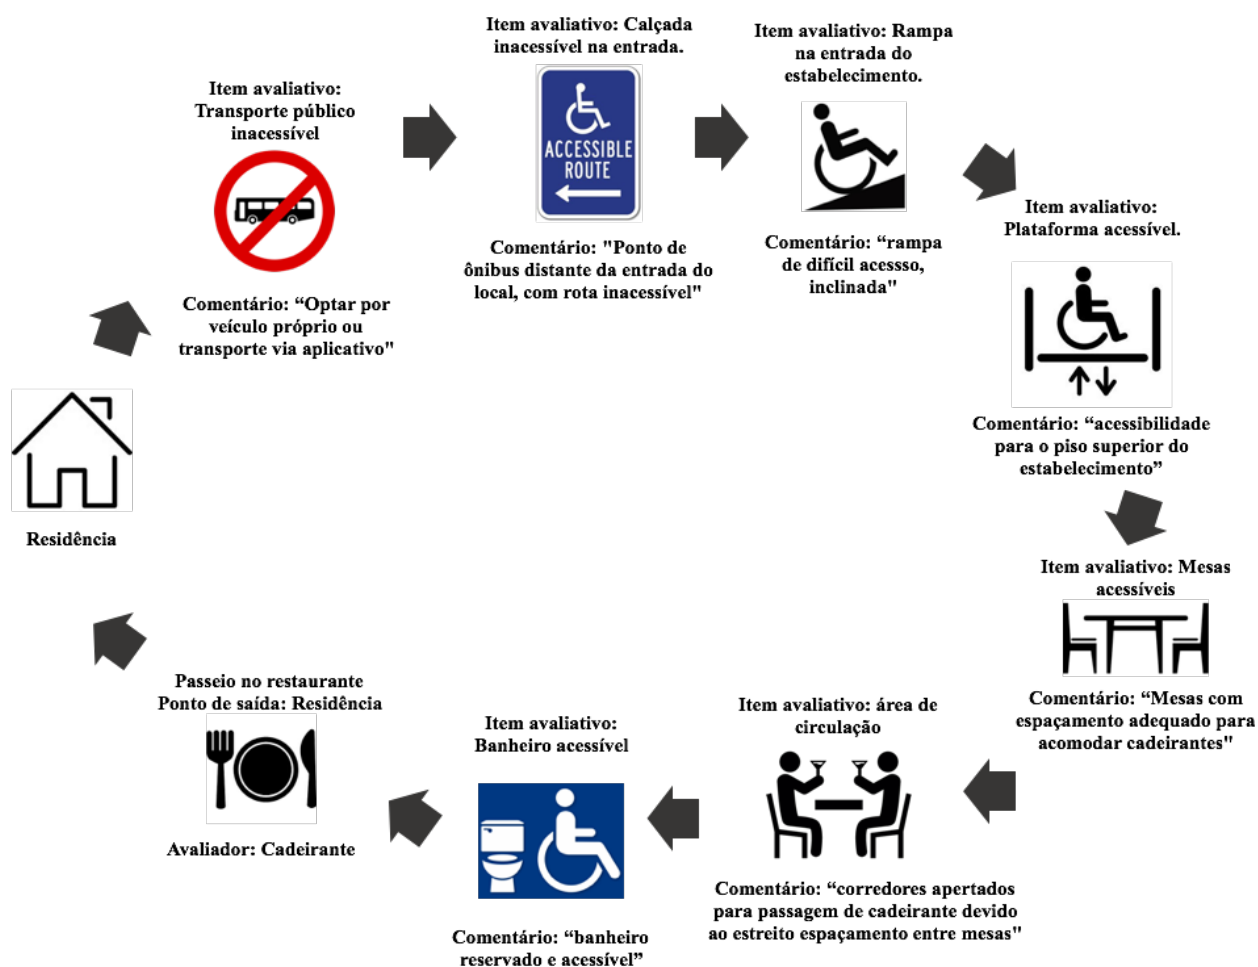 Item avaliativo:
Transporte público
inacessível
Comentário: “Optar por
veículo próprio ou
transporte via aplicativo"
Item avaliativo: Calçada
inacessível na entrada.
ACCESSIBLE
ROUTE
Comentário: "Ponto de
ônibus distante da entrada do
local, com rota inacessível"
Item avaliativo: Rampa
na entrada do
estabelecimento.
Comentário: “rampa
de difícil acessso,
inclinada"
Item avaliativo:
Plataforma acessível.
Comentário: “acessibilidade
para o piso superior do
estabelecimento”
Item avaliativo: Mesas
acessíveis
Comentário: “Mesas com
espaçamento adequado para
acomodar cadeirantes"
Item avaliativo: área de
circulação
Comentário: “corredores apertados
para passagem de cadeirante devido
ao estreito espaçamento entre mesas"
Item avaliativo:
Banheiro acessível
Comentário: “banheiro
reservado e acessível”
Passeio no restaurante
Ponto de saída: Residência
Avaliador: Cadeirante
Residência